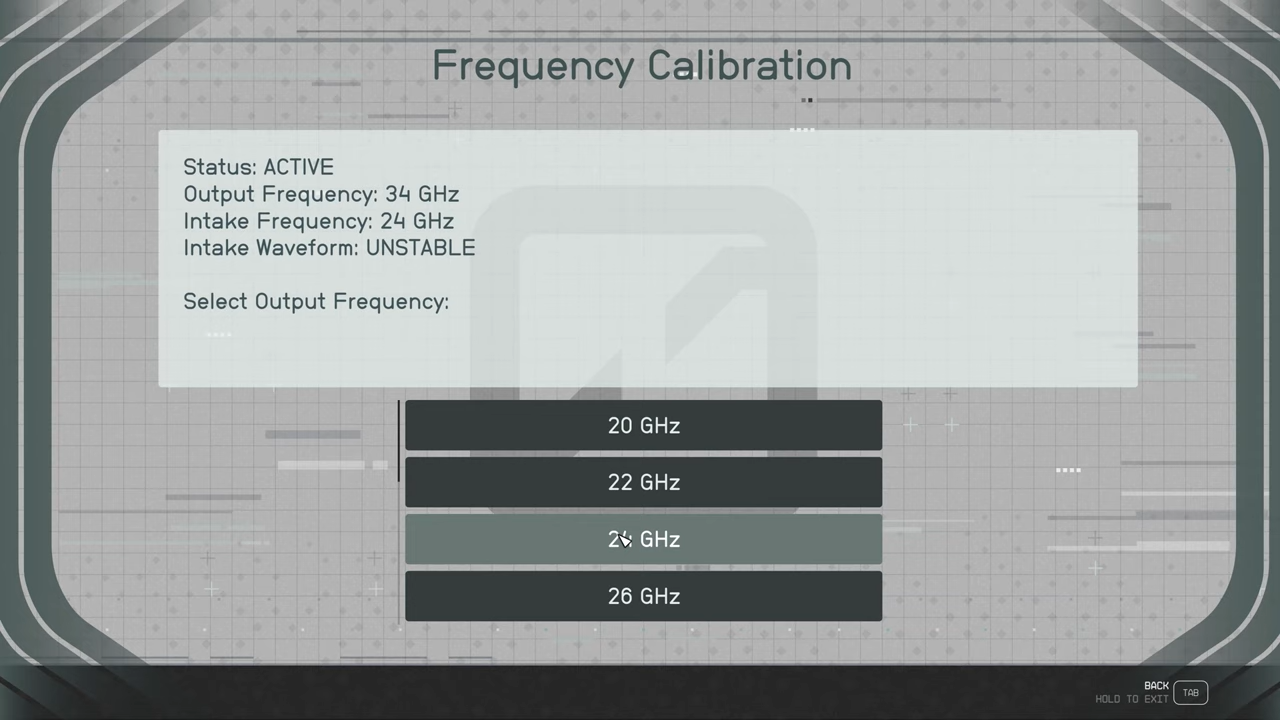 Frequency Calibration
Status: ACTIVE
Output Frequency: 34 GHz
Intake Frequency: 24 GHz
Intake Waveform: UNSTABLE
Select Output Frequency:
20 GHz
22 GHz
24 GHz
26 GHz
BACK
HOLD TO EXIT
TAB